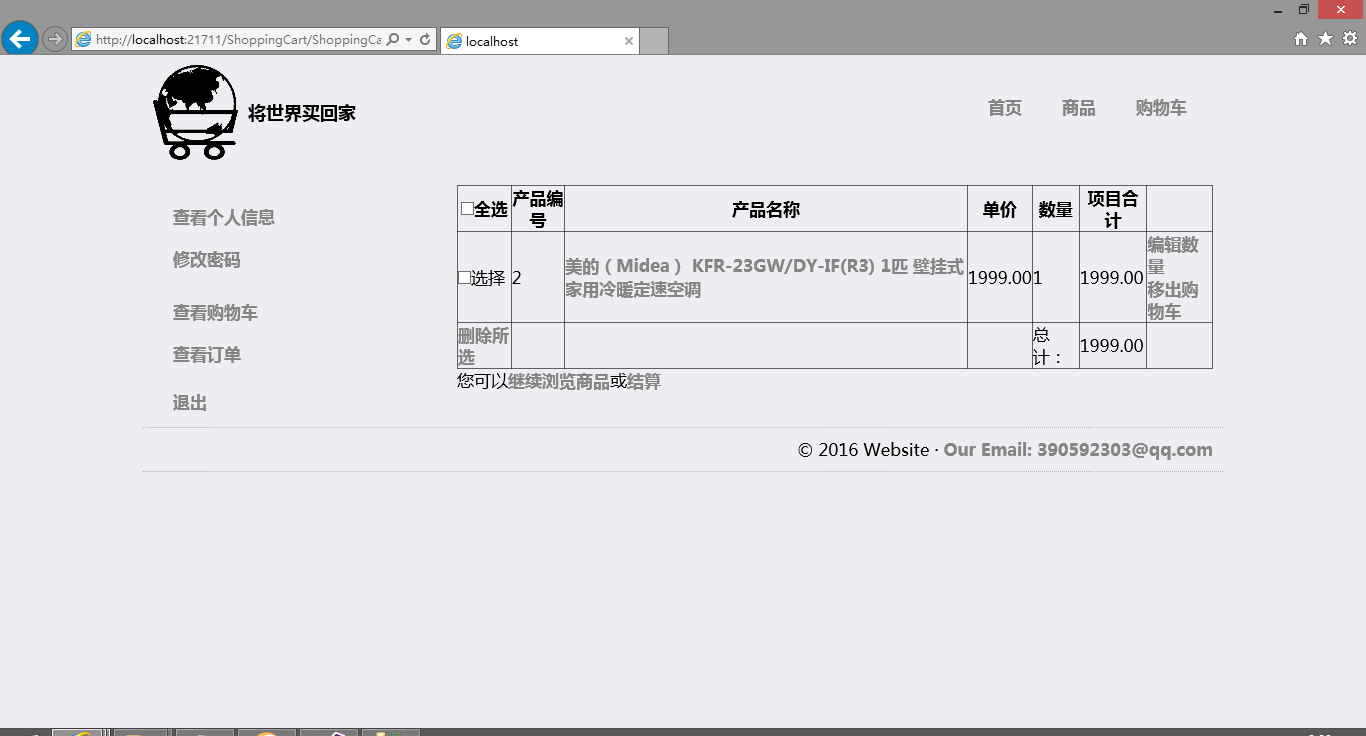 http://localhost:21711/ShoppingCart/ShoppingCa
localhost
将世界买回家
首页 商品 购物车
查看个人信息
修改密码
查看购物车
查看订单
退出
全选 产品编号 产品名称 单价 数量 项目合计
选择 2 美的（Midea） KFR-23GW/DY-IF(R3) 1匹 壁挂式
家用冷暖定速空调 1999.00 1 1999.00 编辑数量
移出购物车
删除所选 总计： 1999.00
您可以继续浏览商品或结算
© 2016 Website · Our Email: 390592303@qq.com